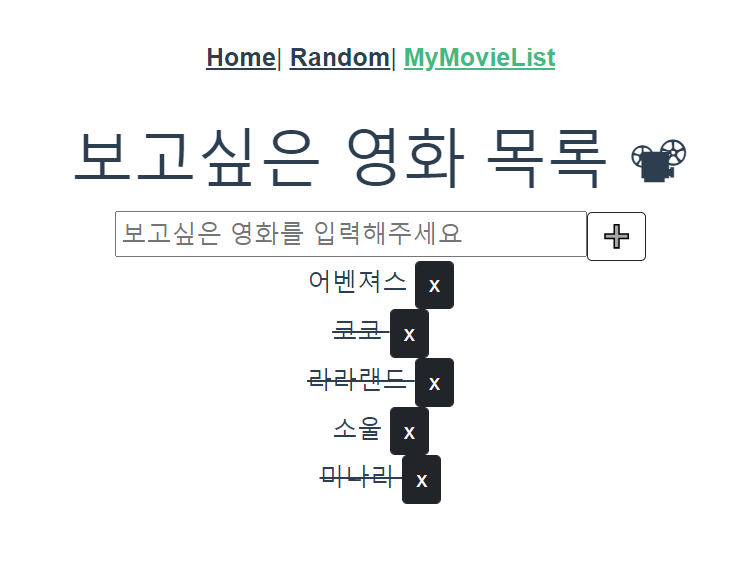 Home| Random| MyMovieList
보고싶은 영화 목록 📽
보고싶은 영화를 입력해주세요 ➕
어벤져스 X
코코 X
라라랜드 X
소울 X
미나리 X